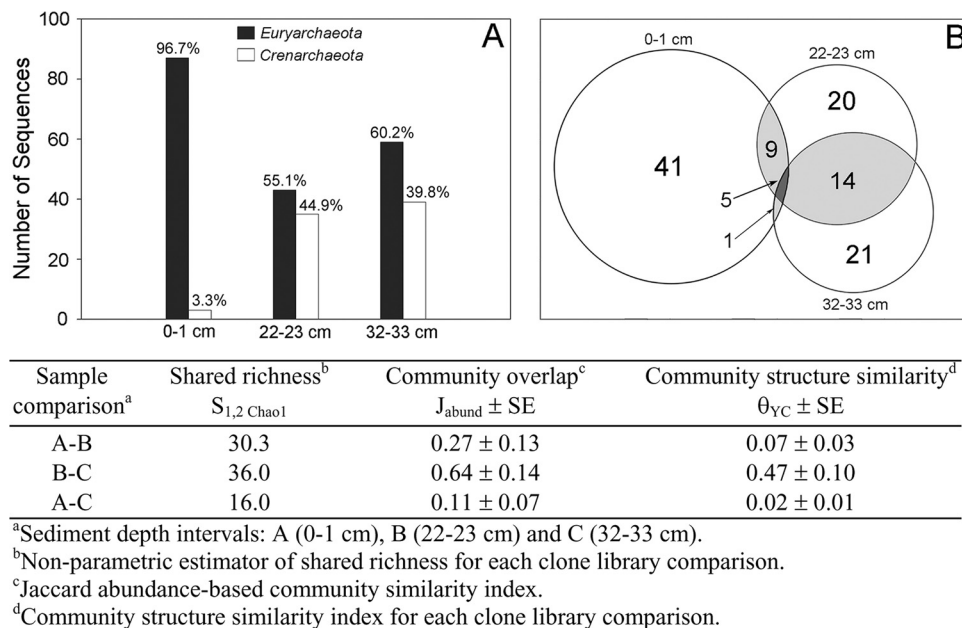 A
Euryarchaeota
Crenarchaeota
Number of Sequences
100
80
60
40
20
0
96.7%
3.3%
55.1%
44.9%
60.2%
39.8%
0-1 cm 22-23 cm 32-33 cm
B
0-1 cm
22-23 cm
20
9
41
14
5
1
21
32-33 cm
Sample Shared richnessᵇ Community overlapᶜ Community structure similarityᵈ
comparisonᵃ S1,2 Chao1 Jabund ± SE θYC ± SE
A-B 30.3 0.27 ± 0.13 0.07 ± 0.03
B-C 36.0 0.64 ± 0.14 0.47 ± 0.10
A-C 16.0 0.11 ± 0.07 0.02 ± 0.01
ᵃSediment depth intervals: A (0-1 cm), B (22-23 cm) and C (32-33 cm).
ᵇNon-parametric estimator of shared richness for each clone library comparison.
ᶜJaccard abundance-based community similarity index.
ᵈCommunity structure similarity index for each clone library comparison.